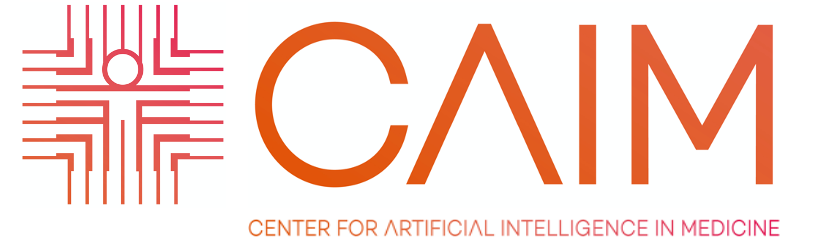 CAIM
CENTER FOR ARTIFICIAL INTELLIGENCE IN MEDICINE